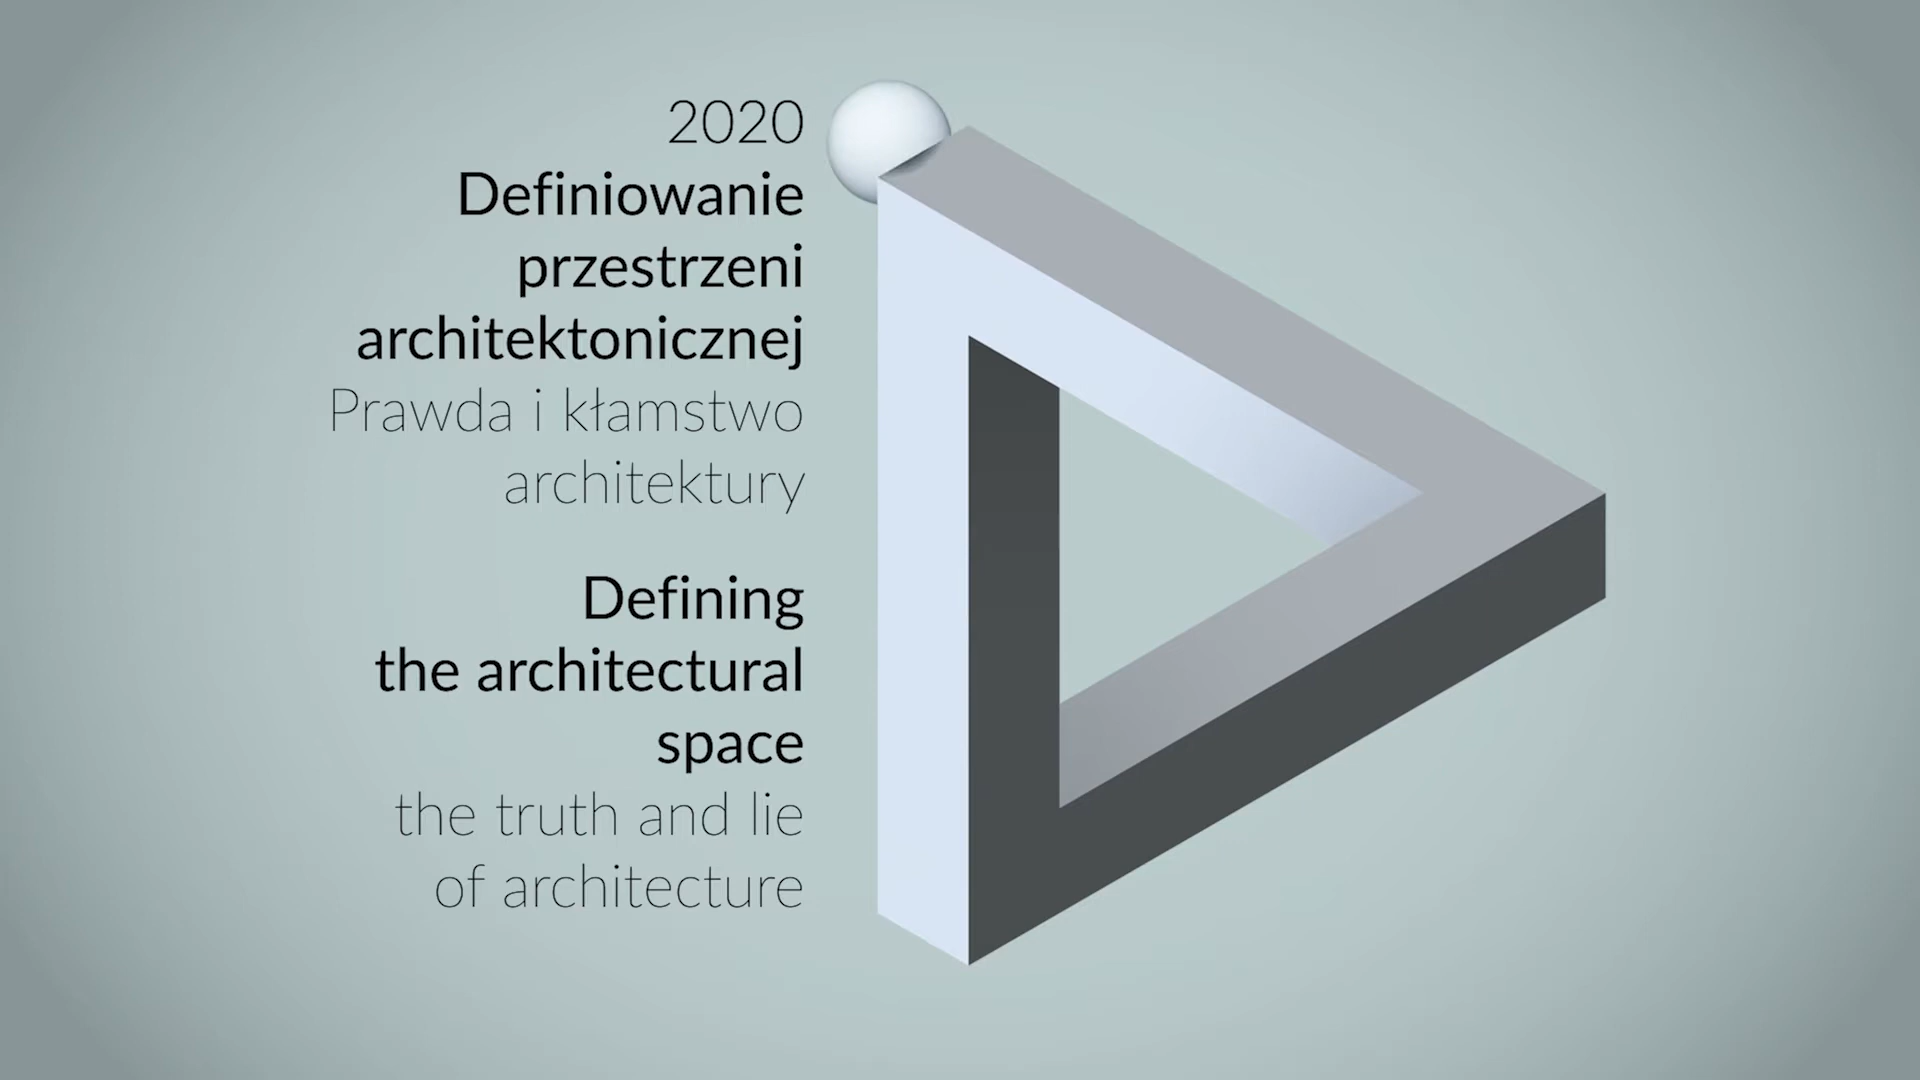 2020
Definiowanie
przestrzeni
architektonicznej
Prawda i kłamstwo
architektury
Defining
the architectural
space
the truth and lie
of architecture